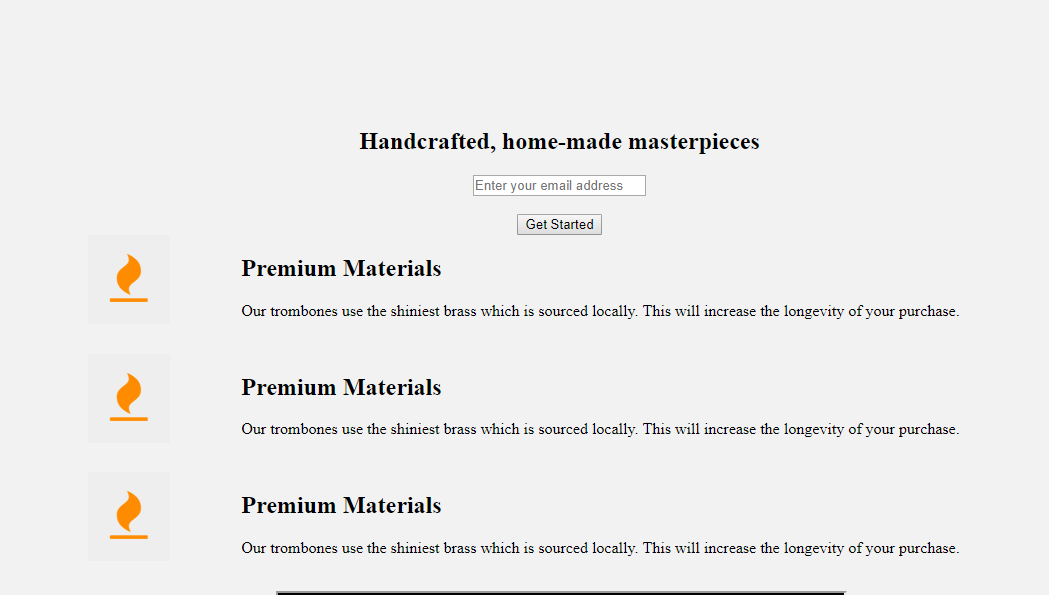 Handcrafted, home-made masterpieces
Enter your email address
Get Started
Premium Materials
Our trombones use the shiniest brass which is sourced locally. This will increase the longevity of your purchase.
Premium Materials
Our trombones use the shiniest brass which is sourced locally. This will increase the longevity of your purchase.
Premium Materials
Our trombones use the shiniest brass which is sourced locally. This will increase the longevity of your purchase.